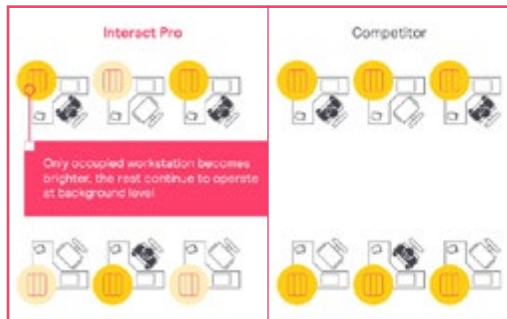 Interact Pro
Competitor
Only occupied workstation becomes
brighter, the rest continue to operate
at background level